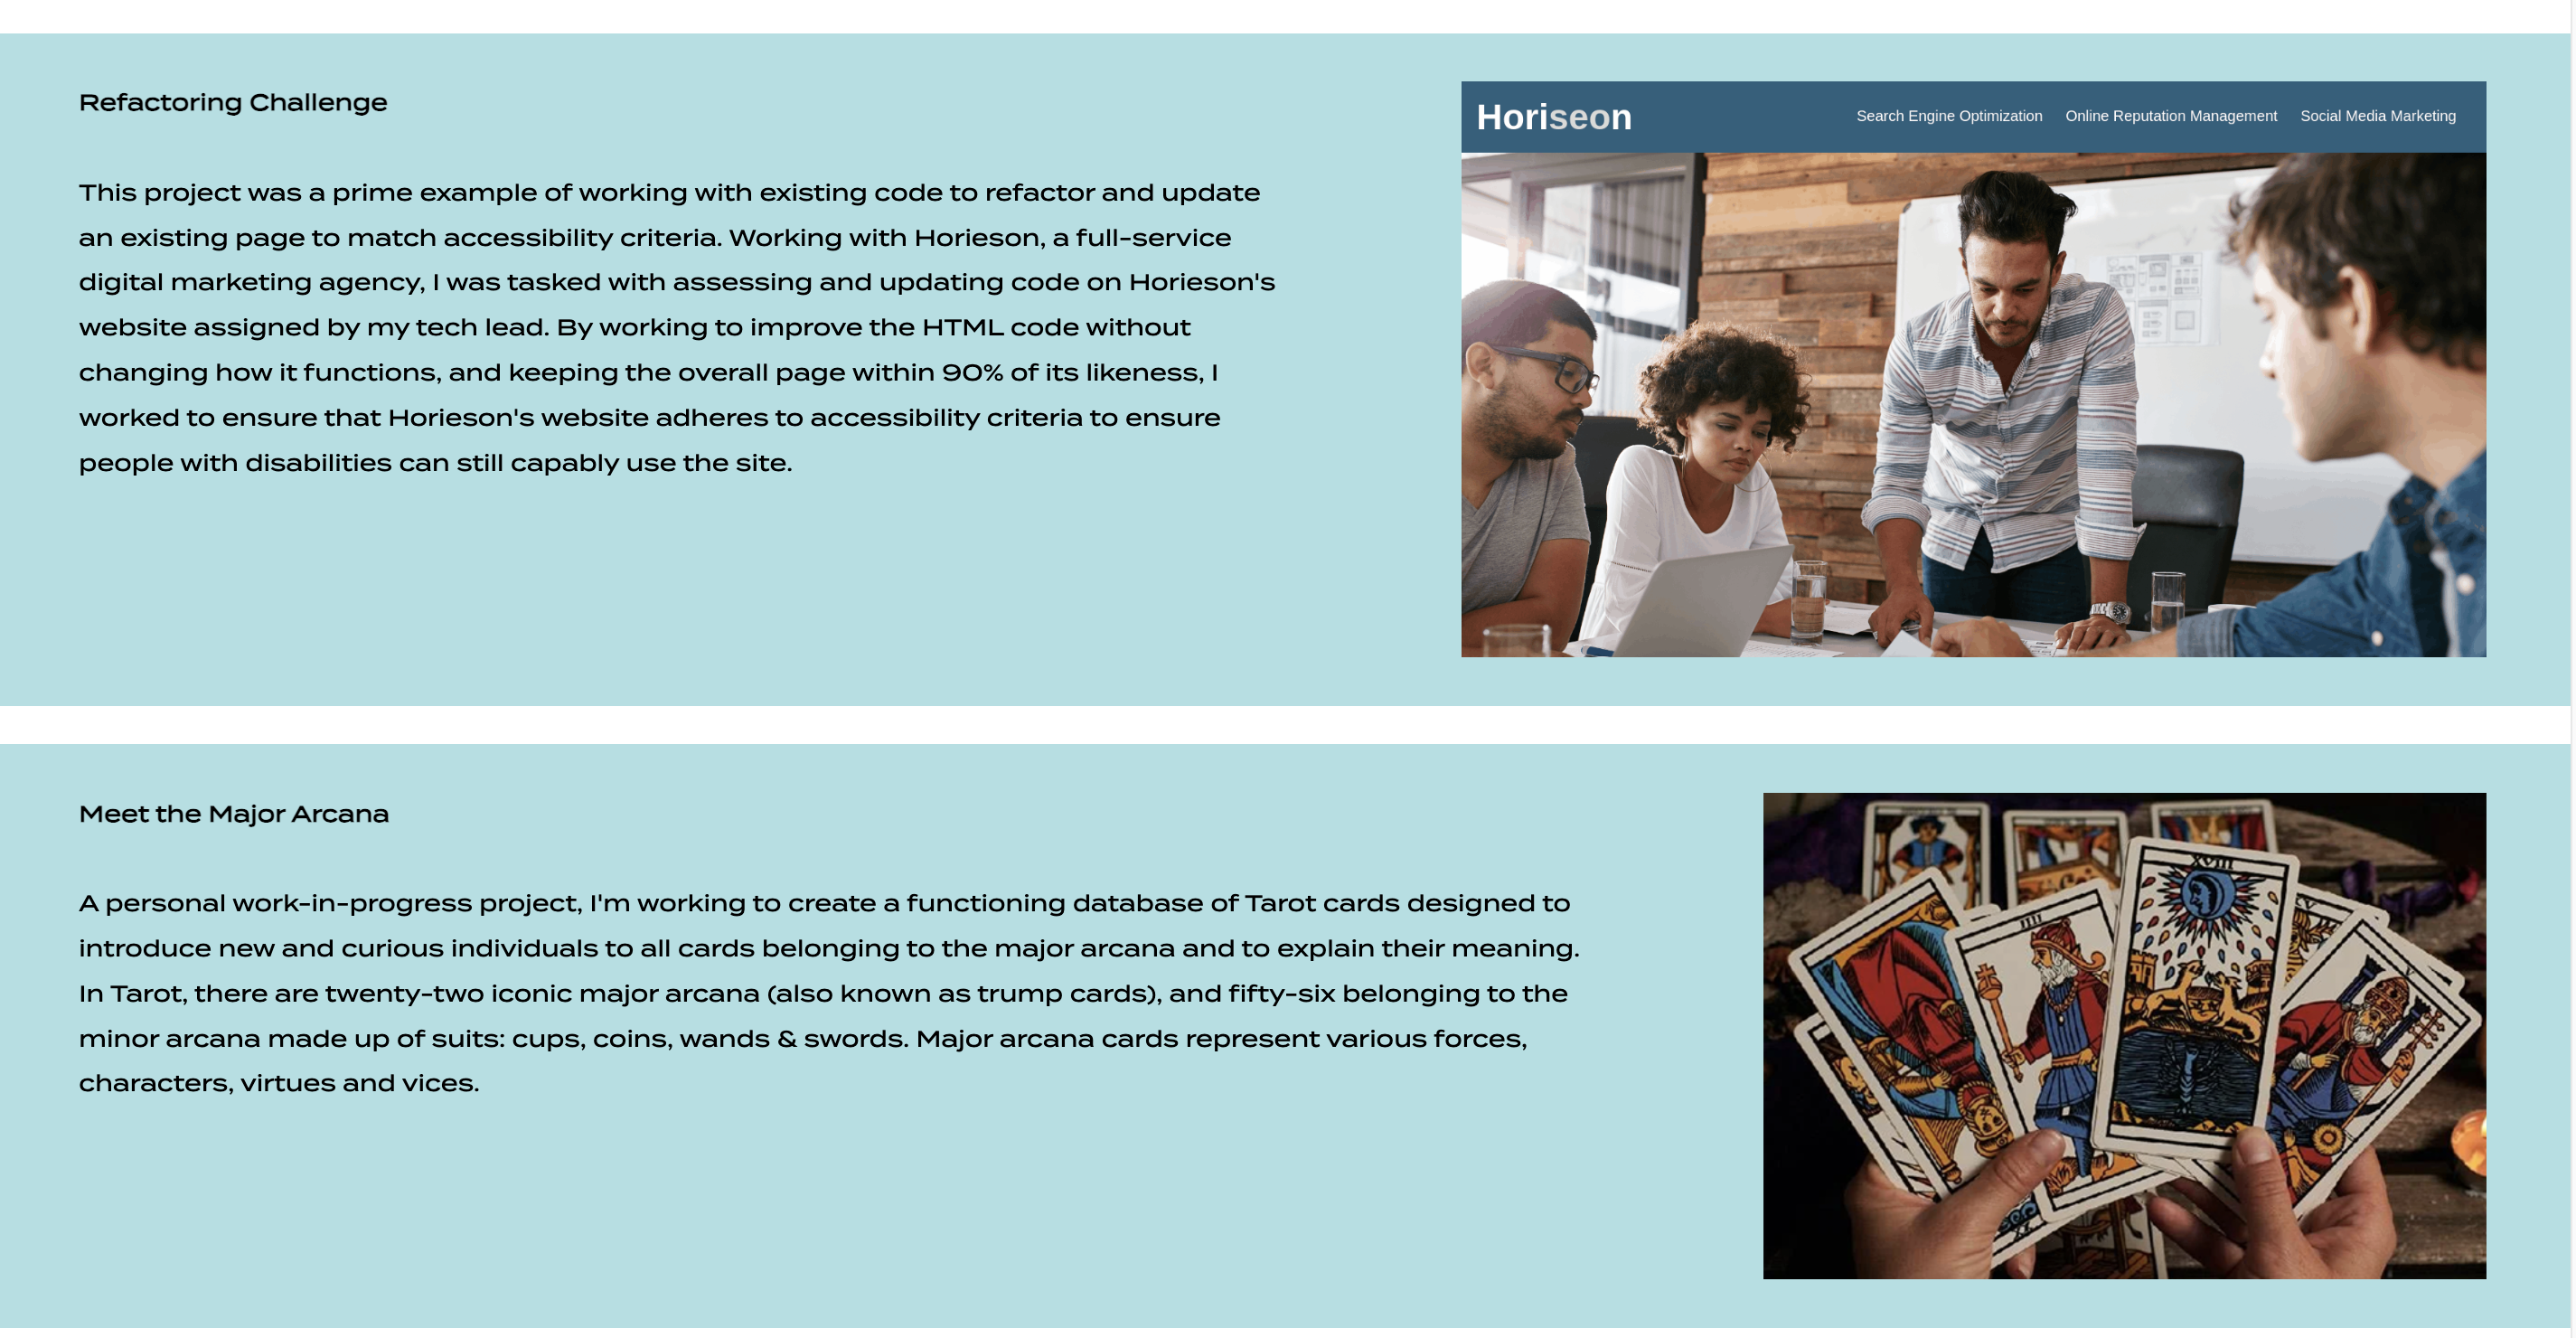 Refactoring Challenge
This project was a prime example of working with existing code to refactor and update
an existing page to match accessibility criteria. Working with Horieson, a full-service
digital marketing agency, I was tasked with assessing and updating code on Horieson's
website assigned by my tech lead. By working to improve the HTML code without
changing how it functions, and keeping the overall page within 90% of its likeness, I
worked to ensure that Horieson's website adheres to accessibility criteria to ensure
people with disabilities can still capably use the site.
Horiseon
Search Engine Optimization Online Reputation Management Social Media Marketing
Meet the Major Arcana
A personal work-in-progress project, I'm working to create a functioning database of Tarot cards designed to
introduce new and curious individuals to all cards belonging to the major arcana and to explain their meaning.
In Tarot, there are twenty-two iconic major arcana (also known as trump cards), and fifty-six belonging to the
minor arcana made up of suits: cups, coins, wands & swords. Major arcana cards represent various forces,
characters, virtues and vices.
XVIII
IIII
V